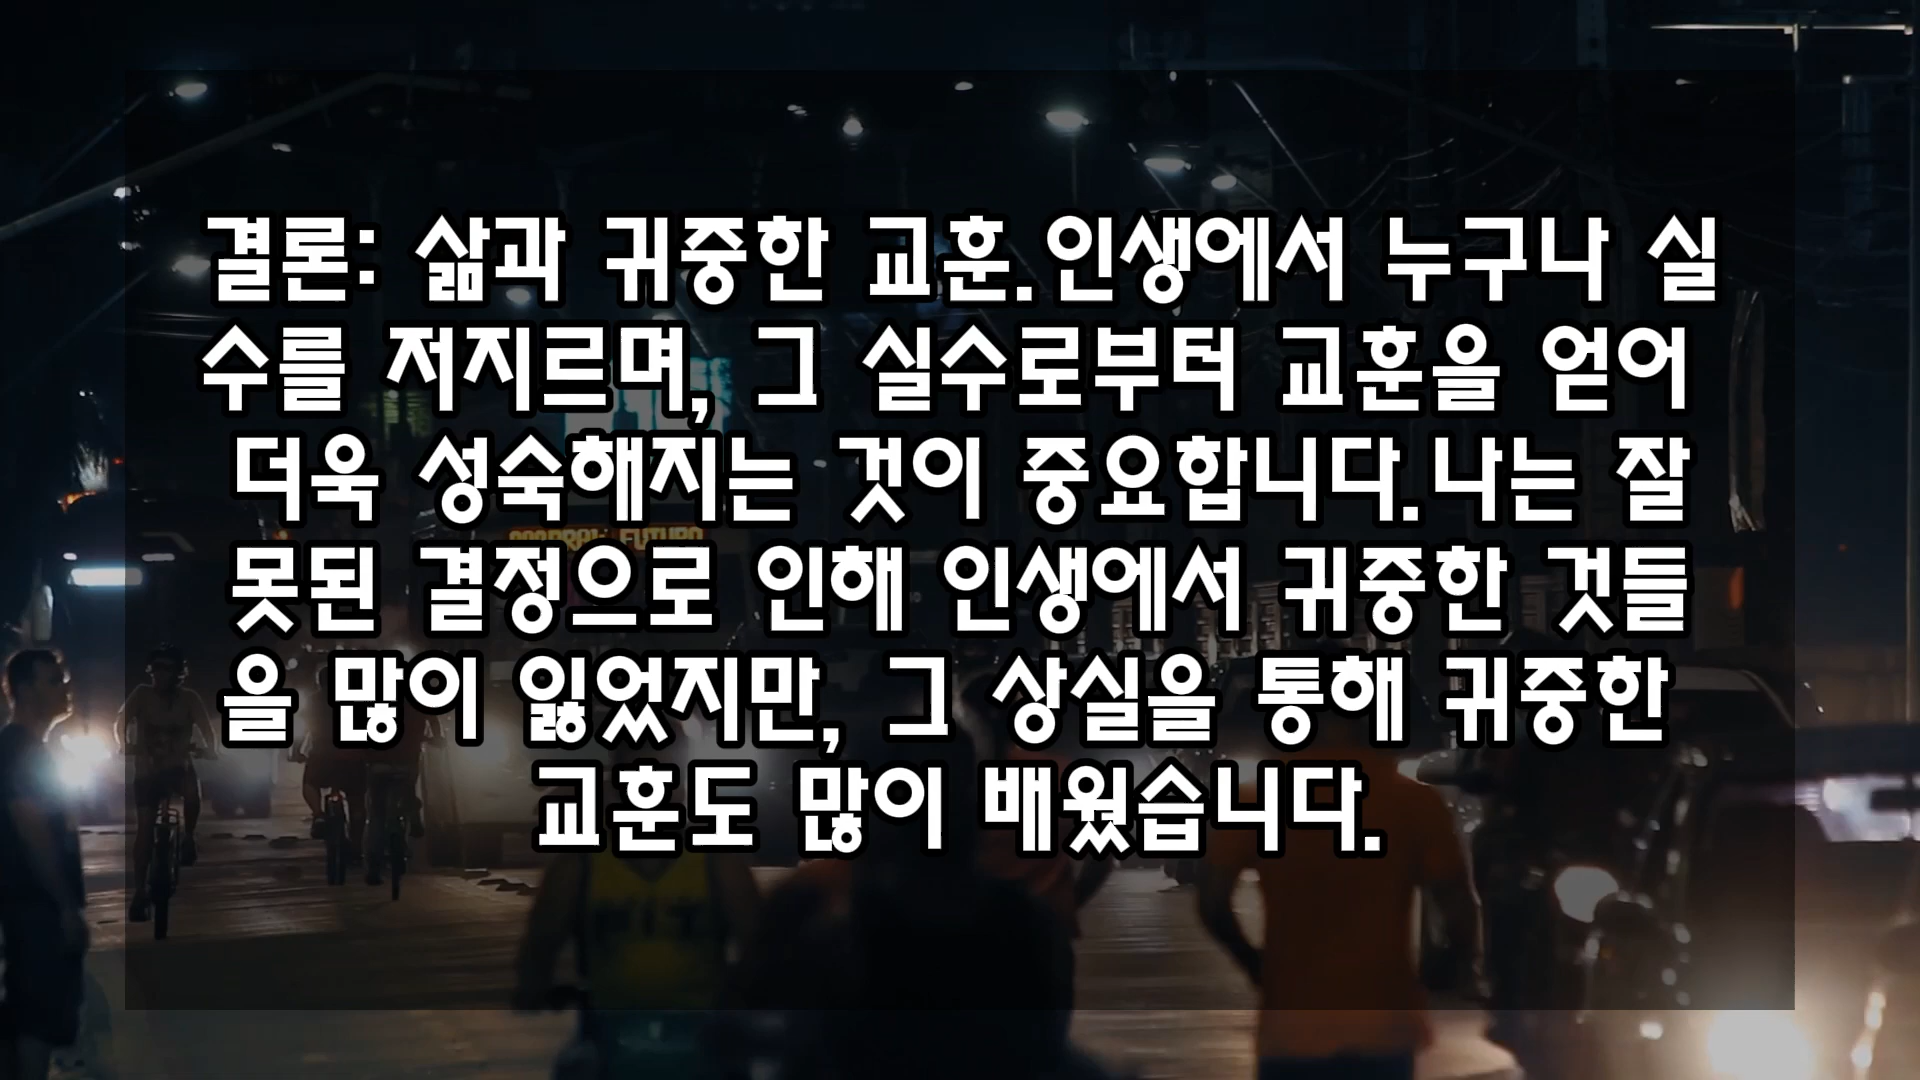 결론: 삶과 귀중한 교훈.인생에서 누구나 실
수를 저지르며, 그 실수로부터 교훈을 얻어
더욱 성숙해지는 것이 중요합니다.나는 잘
못된 결정으로 인해 인생에서 귀중한 것들
을 많이 잃었지만, 그 상실을 통해 귀중한
교훈도 많이 배웠습니다.
FUTURO